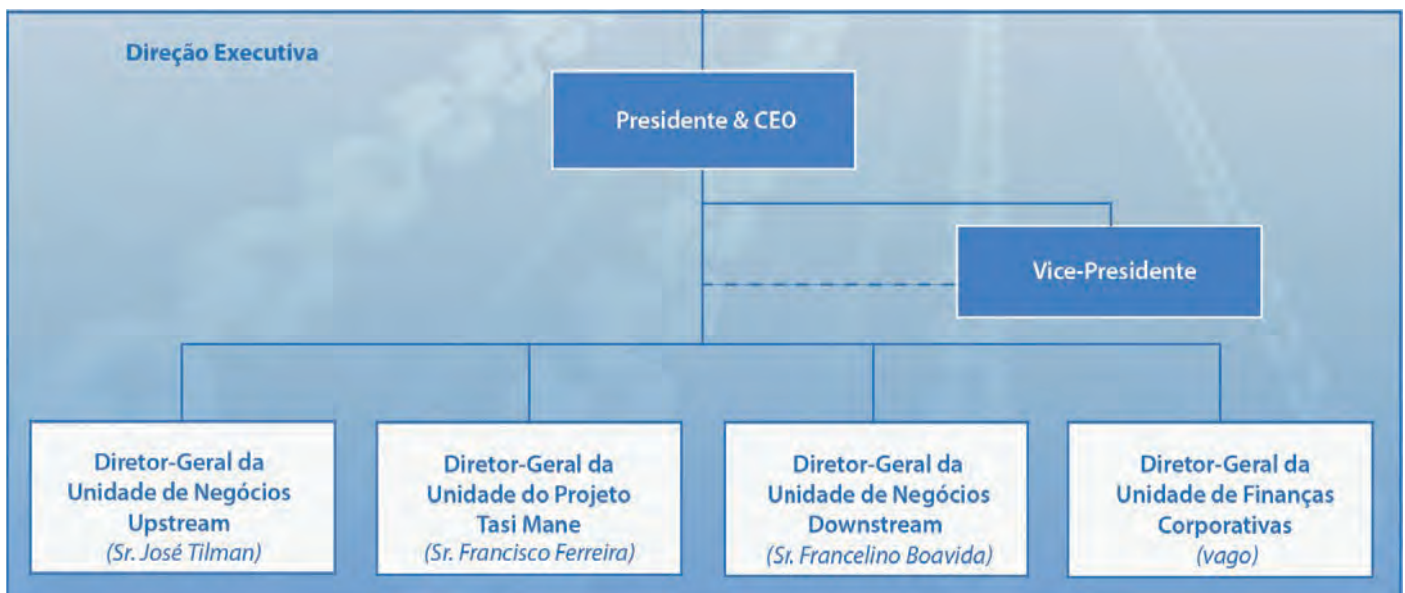 Direção Executiva
Presidente & CEO
Vice-Presidente
Diretor-Geral da
Unidade de Negócios
Upstream
(Sr. José Tilman)
Diretor-Geral da
Unidade do Projeto
Tasi Mane
(Sr. Francisco Ferreira)
Diretor-Geral da
Unidade de Negócios
Downstream
(Sr. Francelino Boavida)
Diretor-Geral da
Unidade de Finanças
Corporativas
(vago)